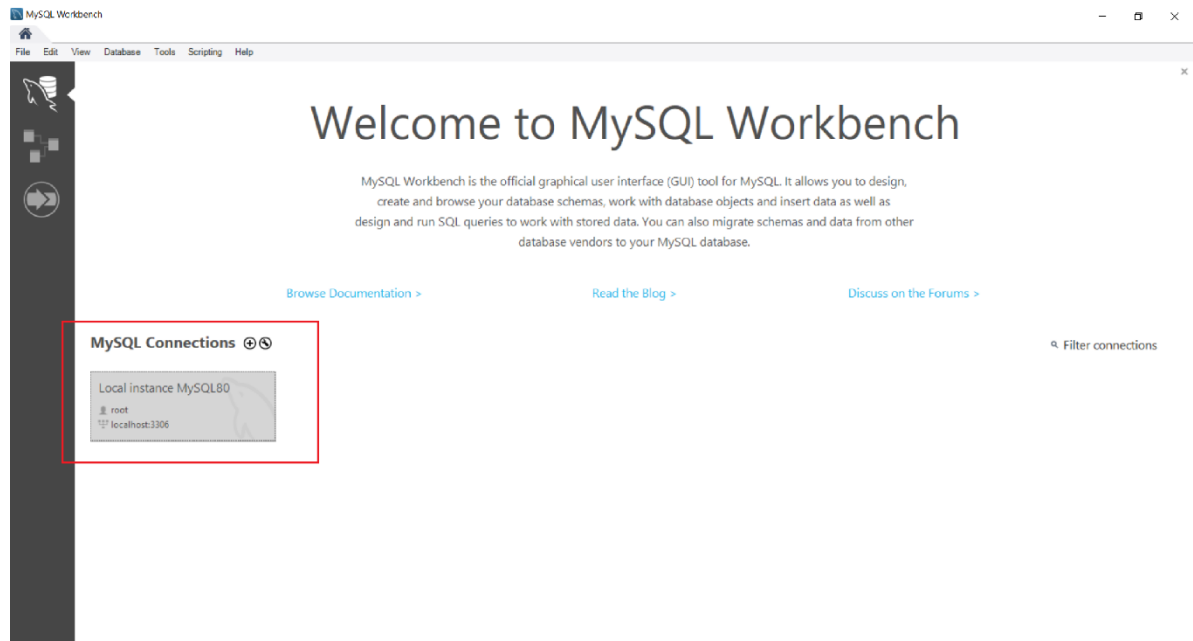 MySQL Workbench
File Edit View Database Tools Scripting Help
Welcome to MySQL Workbench
MySQL Workbench is the official graphical user interface (GUI) tool for MySQL. It allows you to design,
create and browse your database schemas, work with database objects and insert data as well as
design and run SQL queries to work with stored data. You can also migrate schemas and data from other
database vendors to your MySQL database.
Browse Documentation > Read the Blog > Discuss on the Forums >
MySQL Connections
Filter connections
Local instance MySQL80
root
localhost:3306